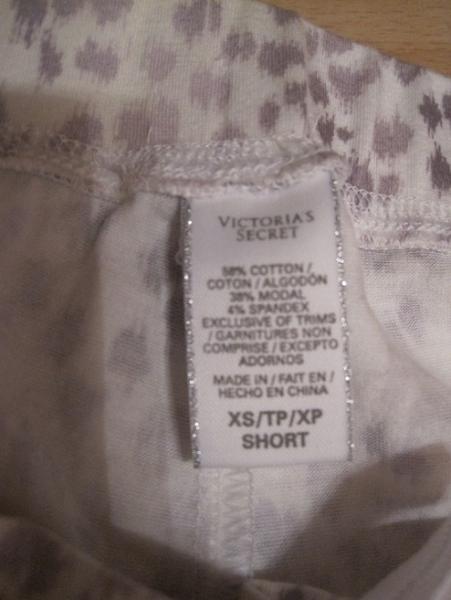 VICTORIA'S
SECRET
58% COTTON /
COTON / ALGODÓN
38% MODAL
4% SPANDEX
EXCLUSIVE OF TRIMS
/ GARNITURES NON
COMPRISE / EXCEPTO
ADORNOS
MADE IN / FAIT EN /
HECHO EN CHINA
XS/TP/XP
SHORT